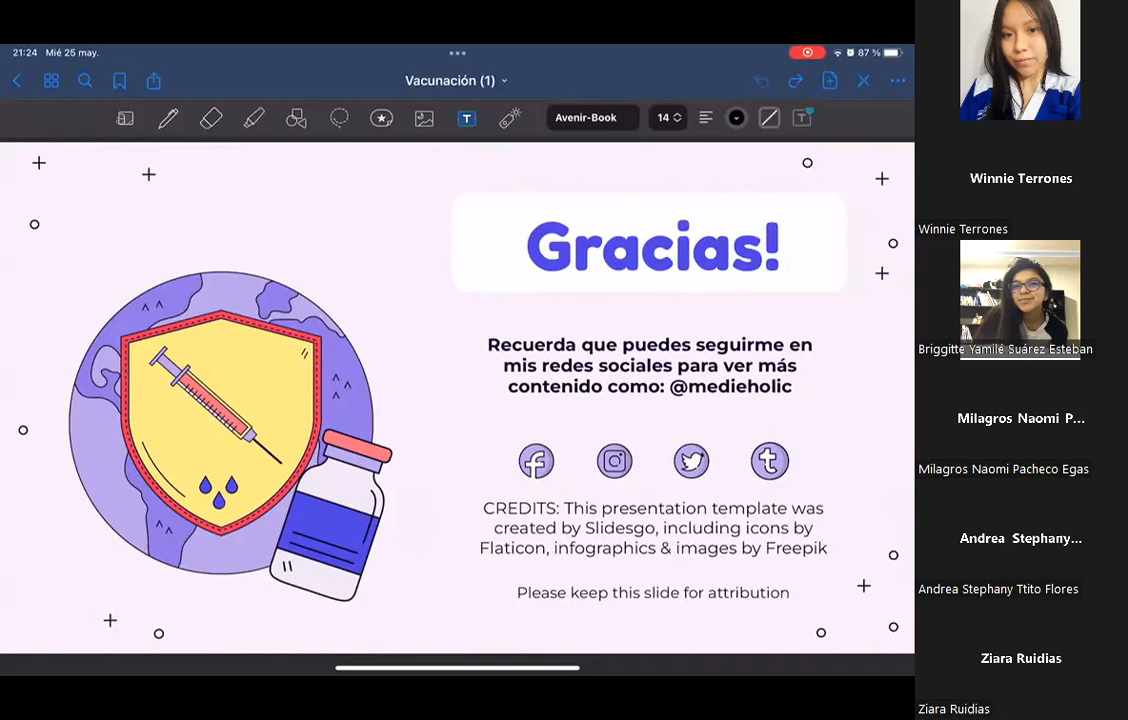 21:24 Mié 25 may.
87 %
Vacunación (1)
Avenir-Book
14
T
T
Gracias!
Recuerda que puedes seguirme en
mis redes sociales para ver más
contenido como: @medieholic
CREDITS: This presentation template was
created by Slidesgo, including icons by
Flaticon, infographics & images by Freepik
Please keep this slide for attribution
Winnie Terrones
Winnie Terrones
Briggitte Yamilé Suárez Esteban
Milagros Naomi P...
Milagros Naomi Pacheco Egas
Andrea Stephany...
Andrea Stephany Ttito Flores
Ziara Ruidias
Ziara Ruidias